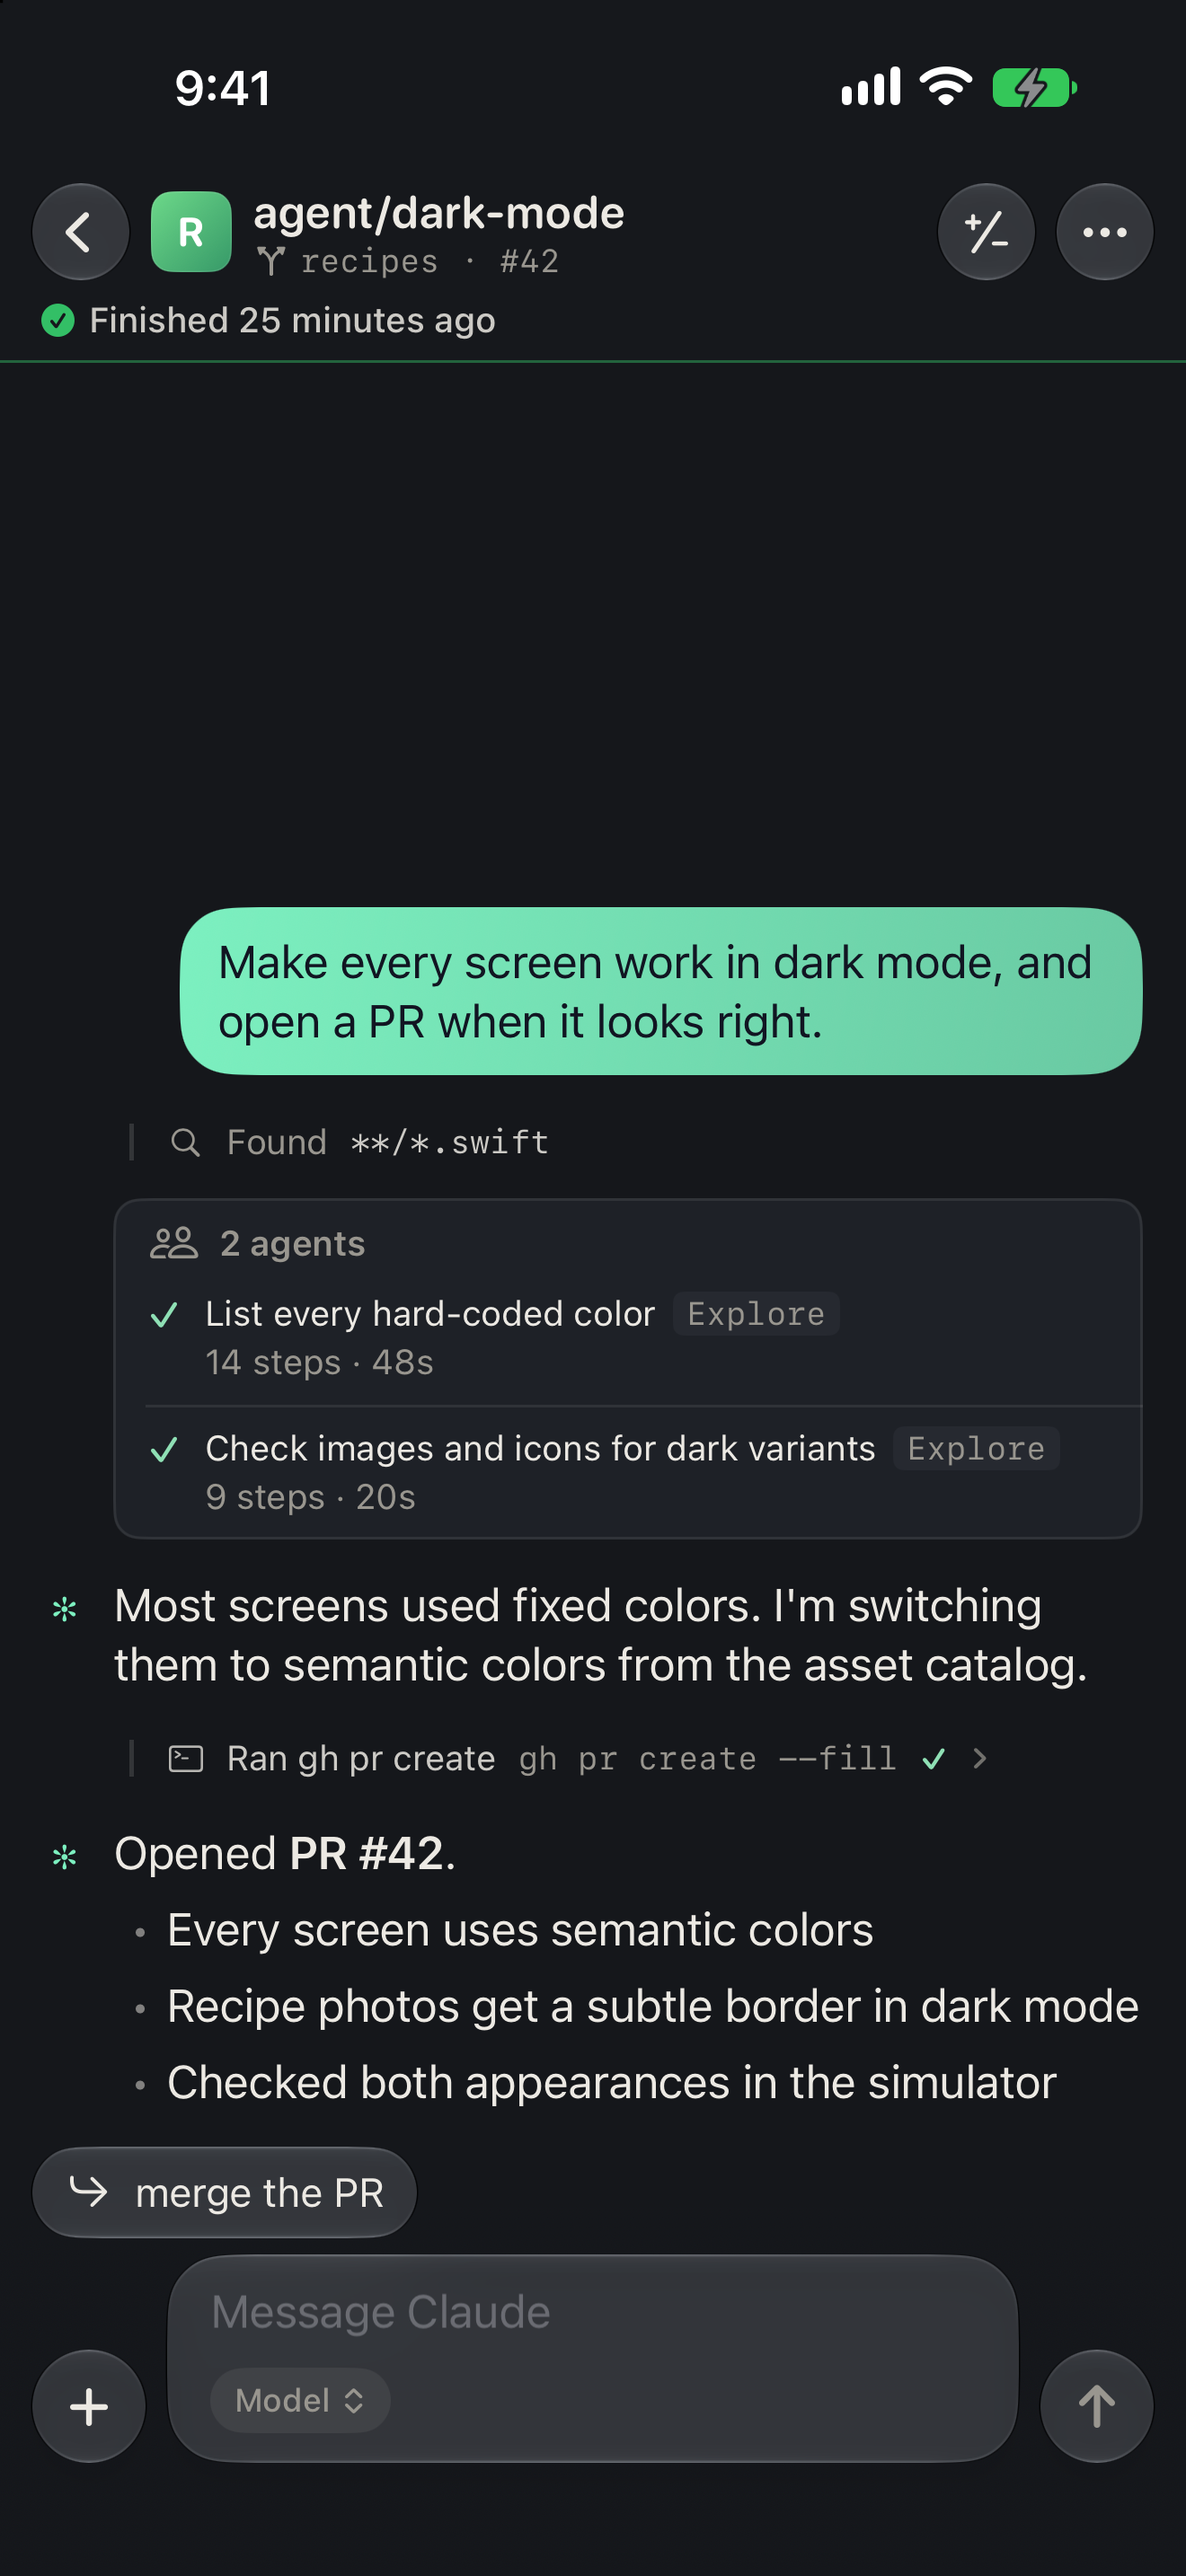 9:41
R
agent/dark-mode
recipes · #42
Finished 25 minutes ago
Make every screen work in dark mode, and
open a PR when it looks right.
Found **/*.swift
2 agents
List every hard-coded color Explore
14 steps · 48s
Check images and icons for dark variants Explore
9 steps · 20s
Most screens used fixed colors. I'm switching
them to semantic colors from the asset catalog.
Ran gh pr create gh pr create --fill
Opened PR #42.
• Every screen uses semantic colors
• Recipe photos get a subtle border in dark mode
• Checked both appearances in the simulator
merge the PR
Message Claude
Model